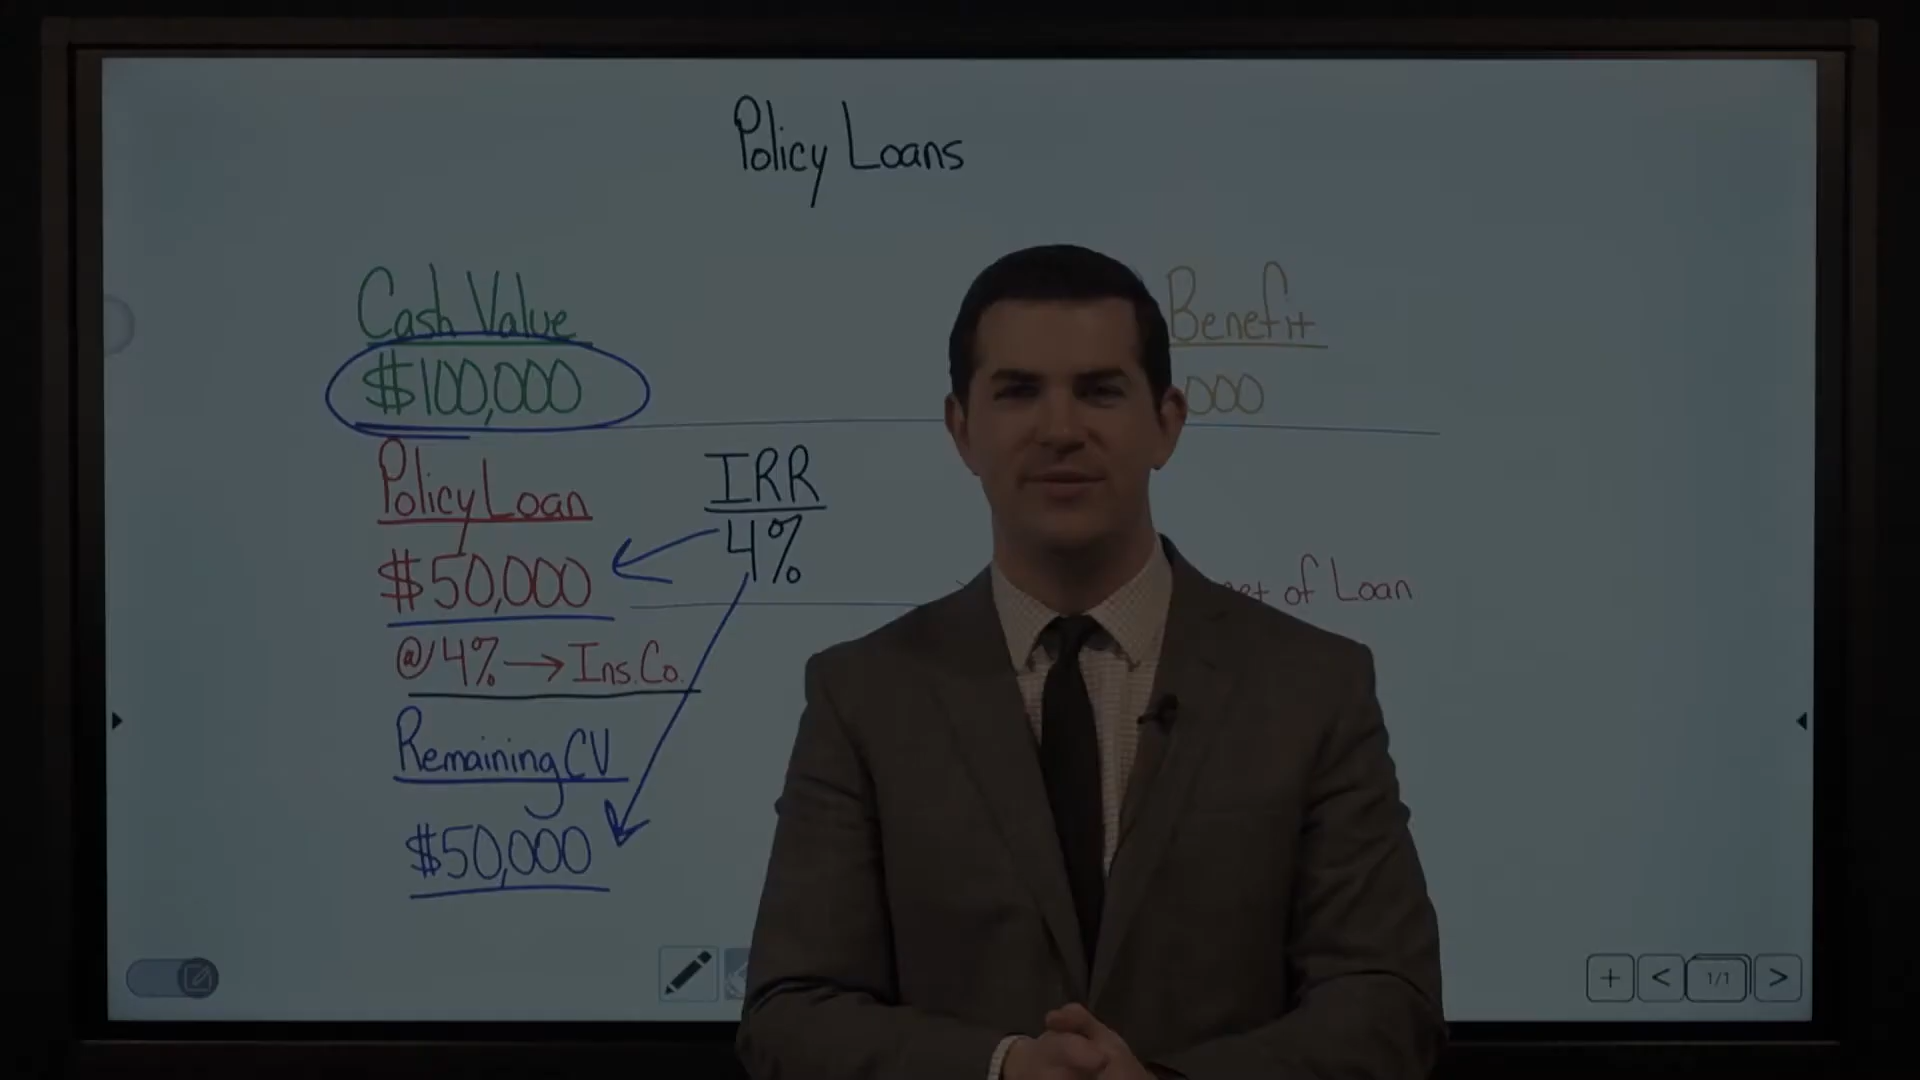 Policy Loans
Cash Value
$100,000
Benefit
000
Policy Loan
$50,000
@4% → Ins. Co.
IRR
4%
of Loan
Remaining CV
$50,000
1/1